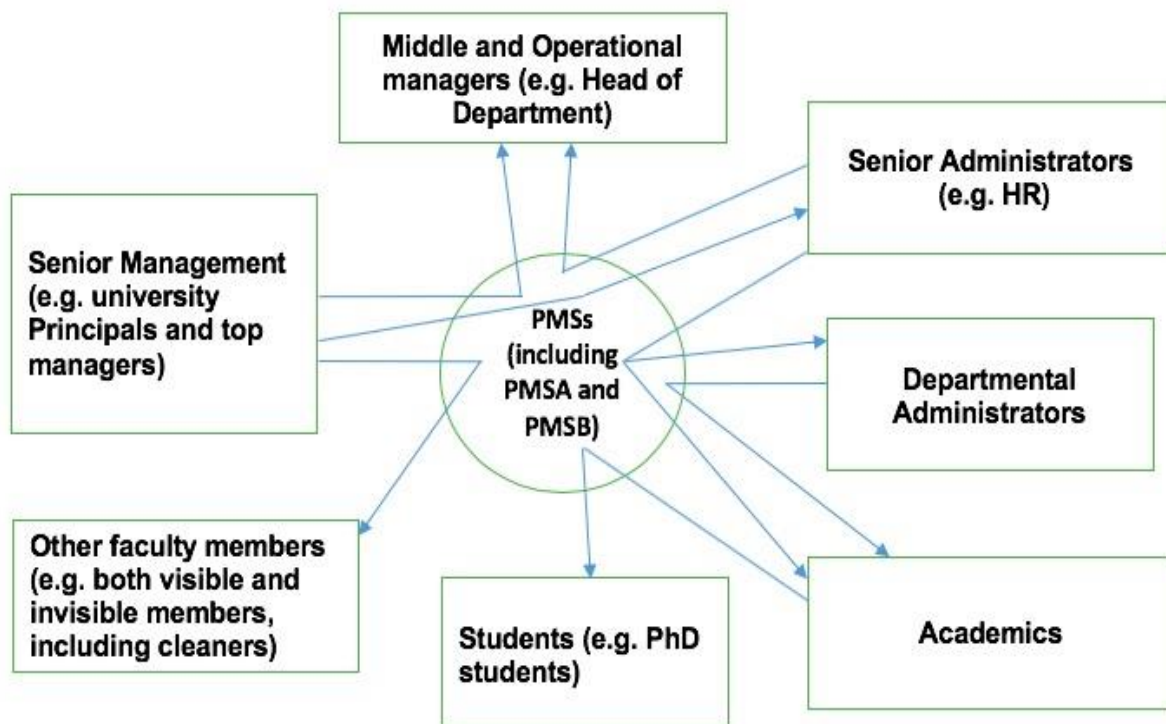 Middle and Operational
managers (e.g. Head of
Department)
Senior Administrators
(e.g. HR)
Senior Management
(e.g. university
Principals and top
managers)
PMSs
(including
PMSA and
PMSB)
Departmental
Administrators
Other faculty members
(e.g. both visible and
invisible members,
including cleaners)
Students (e.g. PhD
students)
Academics